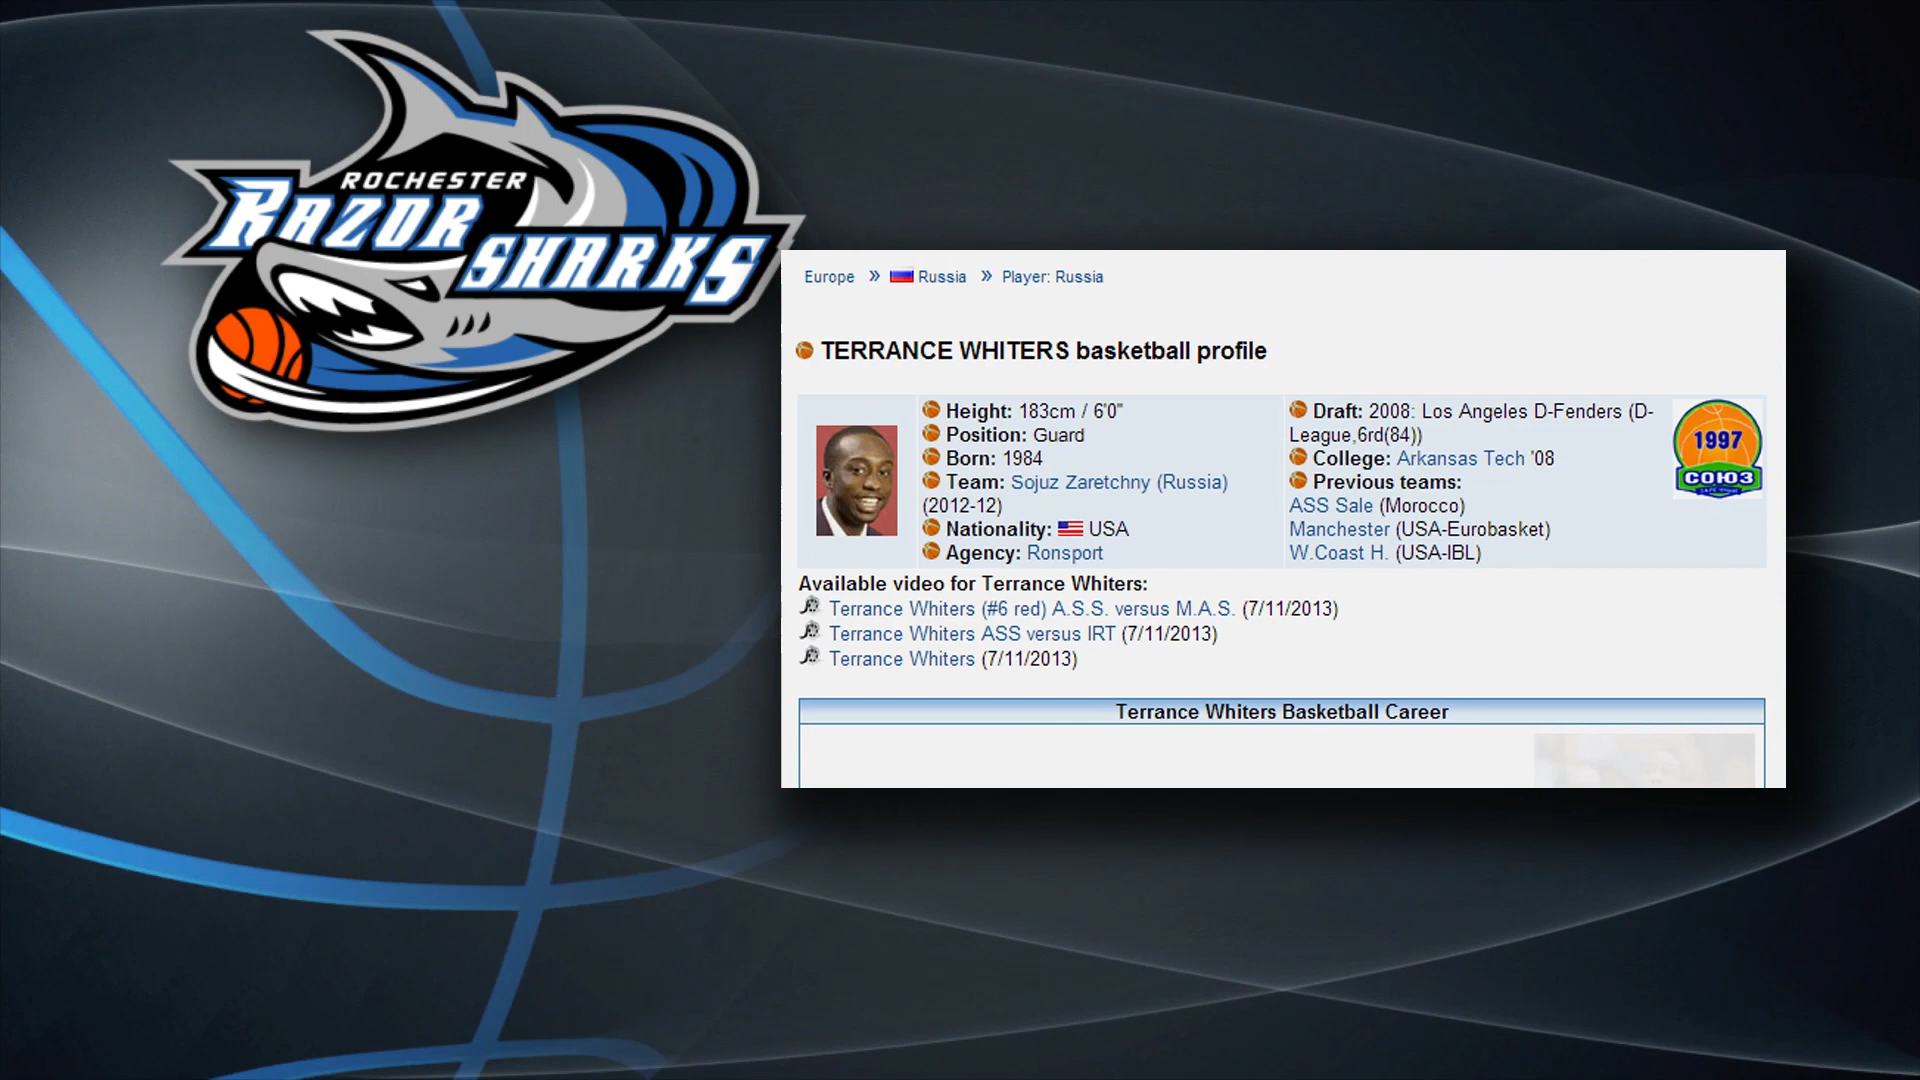 ROCHESTER
RAZOR
SHARKS
Europe » Russia » Player: Russia
TERRANCE WHITERS basketball profile
Height: 183cm / 6'0"
Position: Guard
Born: 1984
Team: Sojuz Zaretchny (Russia)
(2012-12)
Nationality: USA
Agency: Ronsport
Draft: 2008: Los Angeles D-Fenders (D-
League,6rd(84))
College: Arkansas Tech '08
Previous teams:
ASS Sale (Morocco)
Manchester (USA-Eurobasket)
W.Coast H. (USA-IBL)
1997
СОЮЗ
Available video for Terrance Whiters:
Terrance Whiters (#6 red) A.S.S. versus M.A.S. (7/11/2013)
Terrance Whiters ASS versus IRT (7/11/2013)
Terrance Whiters (7/11/2013)
Terrance Whiters Basketball Career